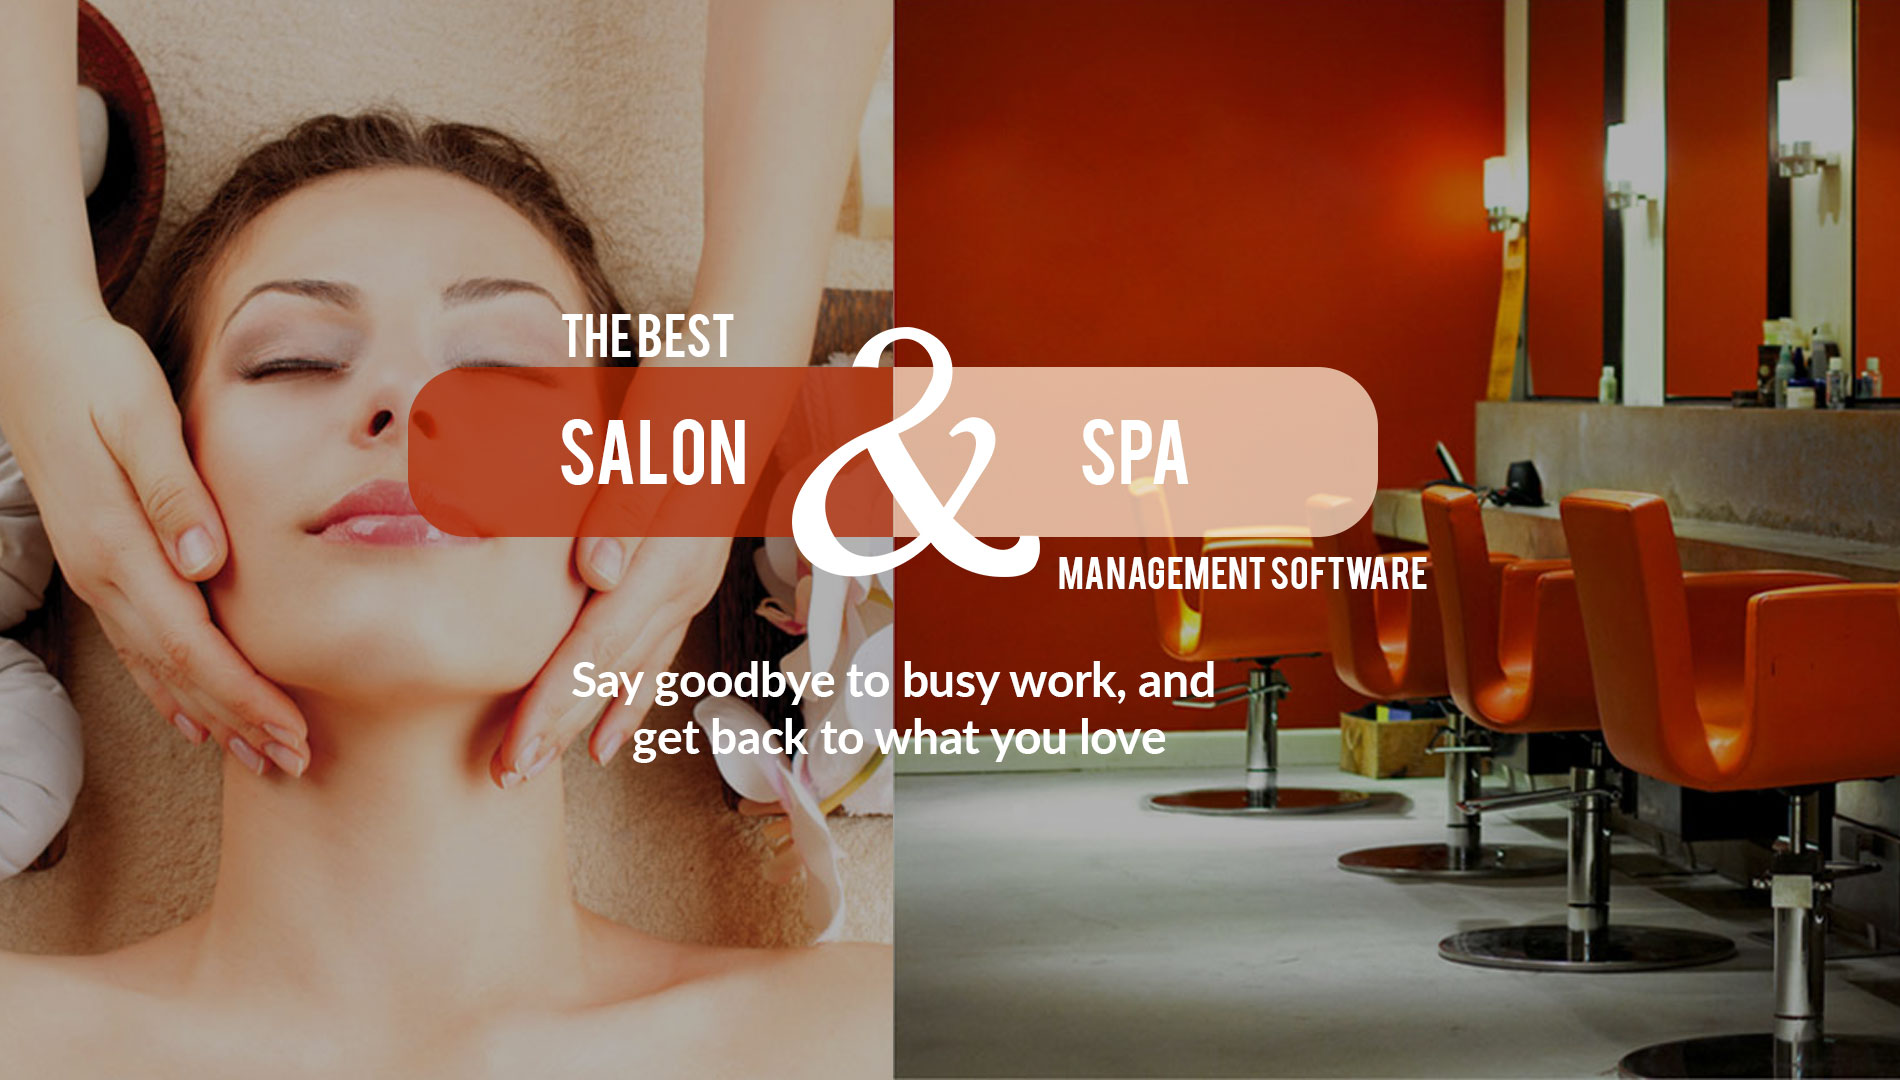 THE BEST
SALON & SPA
MANAGEMENT SOFTWARE
Say goodbye to busy work, and
get back to what you love